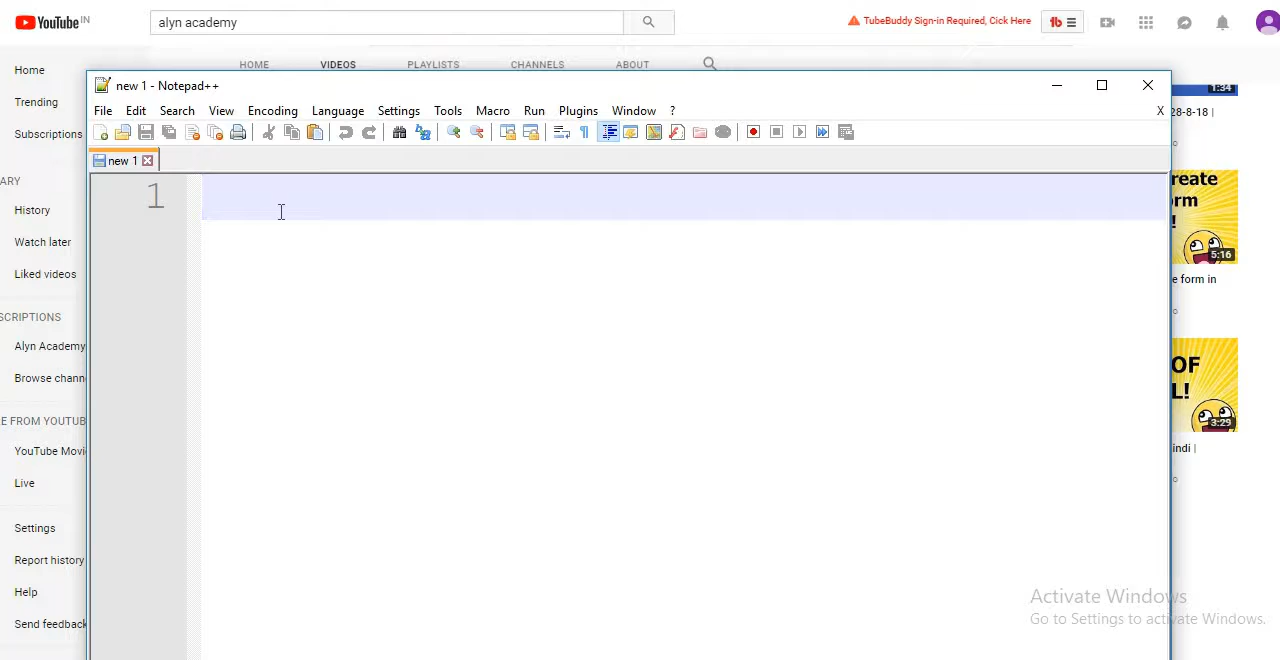 YouTube IN
alyn academy
TubeBuddy Sign-in Required, Cick Here
tb
HOME VIDEOS PLAYLISTS CHANNELS ABOUT
Home
Trending
Subscriptions
ARY
History
Watch later
Liked videos
SCRIPTIONS
Alyn Academy
Browse chann
E FROM YOUTUB
YouTube Movi
Live
Settings
Report history
Help
Send feedback
new 1 - Notepad++
File Edit Search View Encoding Language Settings Tools Macro Run Plugins Window ? X
new 1
1
1:34
28-8-18 |
reate
rm
!
5:16
e form in
OF
L!
3:29
indi |
Activate Windows
Go to Settings to activate Windows.